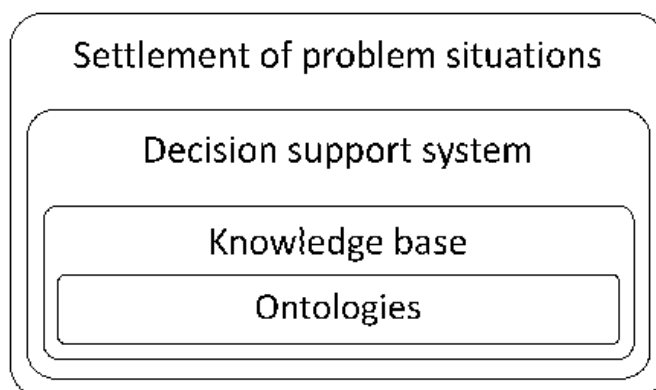 Settlement of problem situations
Decision support system
Knowledge base
Ontologies